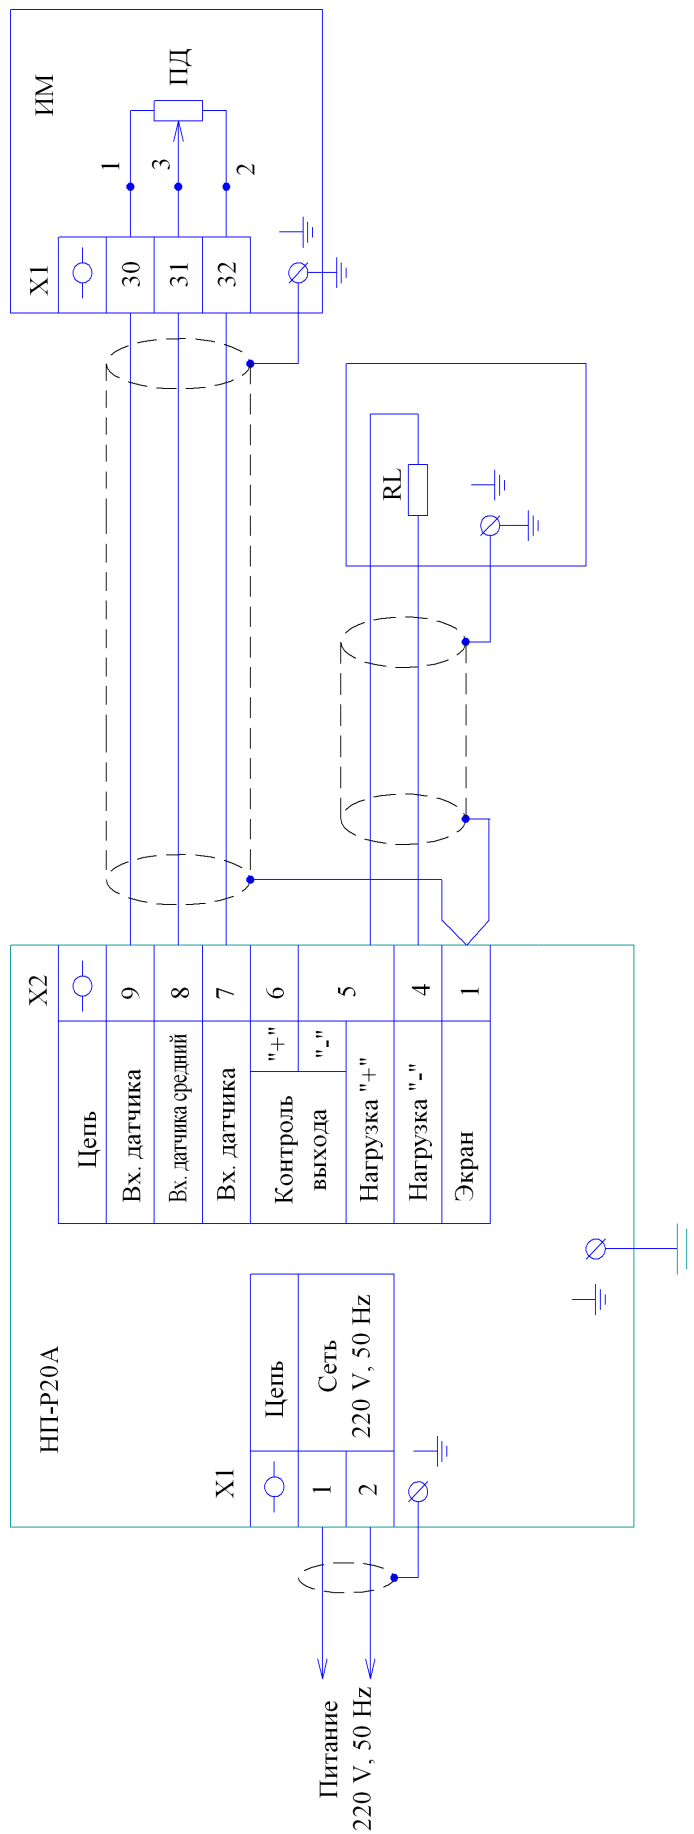 НП-Р20А
X1
Цепь
1
2
Сеть
220 V, 50 Hz
Питание
220 V, 50 Hz
X2
Цепь
Вх. датчика
9
Вх. датчика средний
8
Вх. датчика
7
Контроль
выхода
"+"
6
"-"
5
Нагрузка "+"
Нагрузка "-"
4
Экран
1
ИМ
X1
30
31
32
1
3
2
ПД
RL